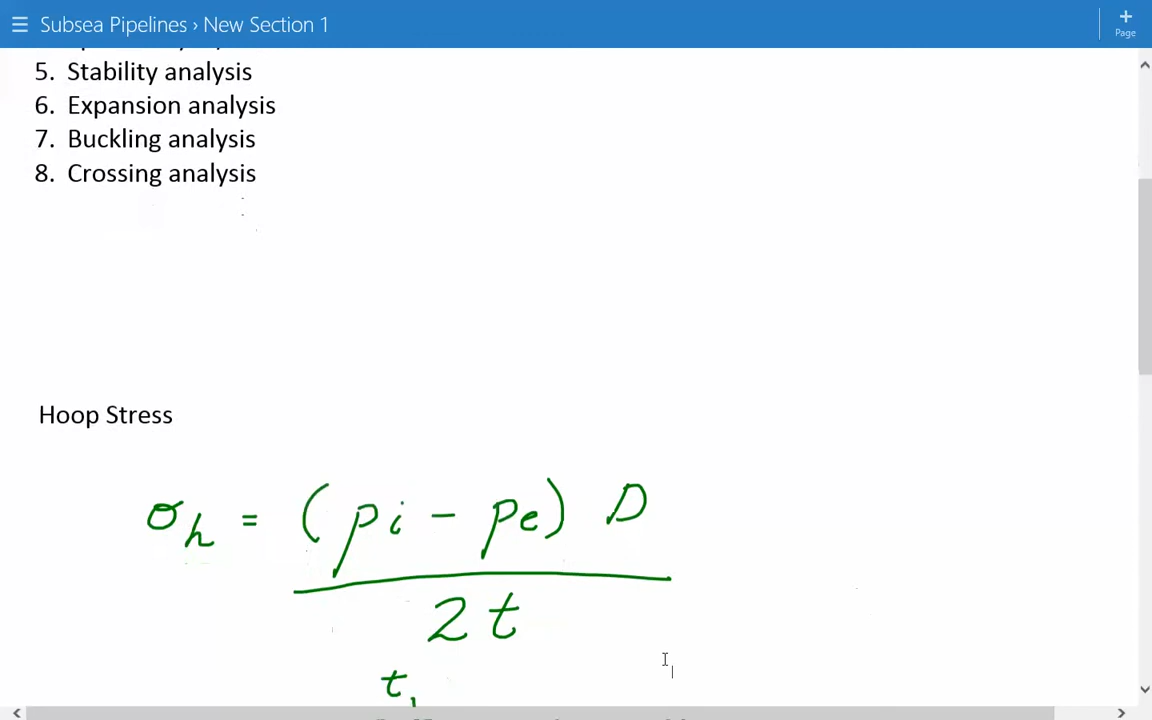 Subsea Pipelines › New Section 1
Page
5. Stability analysis
6. Expansion analysis
7. Buckling analysis
8. Crossing analysis
Hoop Stress
σh = (pi - pe) D
2 t
t,